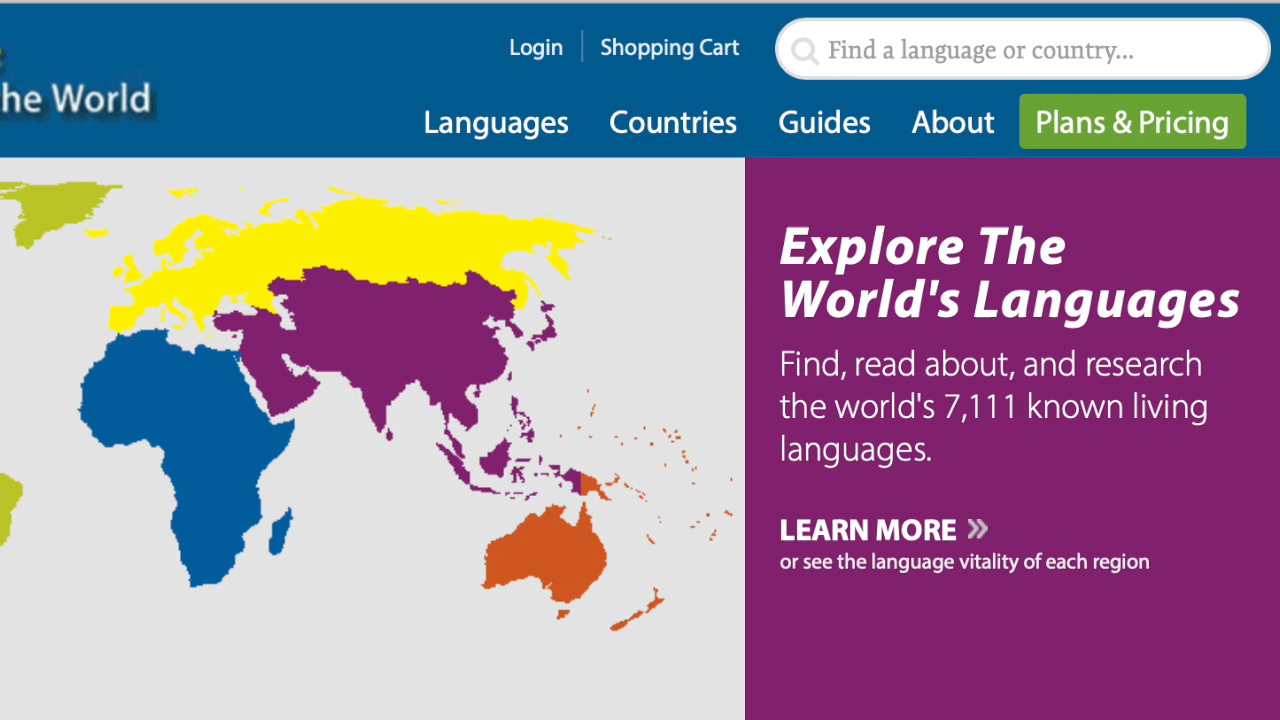 Login
Shopping Cart
Find a language or country...
he World
Languages
Countries
Guides
About
Plans & Pricing
Explore The
World's Languages
Find, read about, and research
the world's 7,111 known living
languages.
LEARN MORE »
or see the language vitality of each region